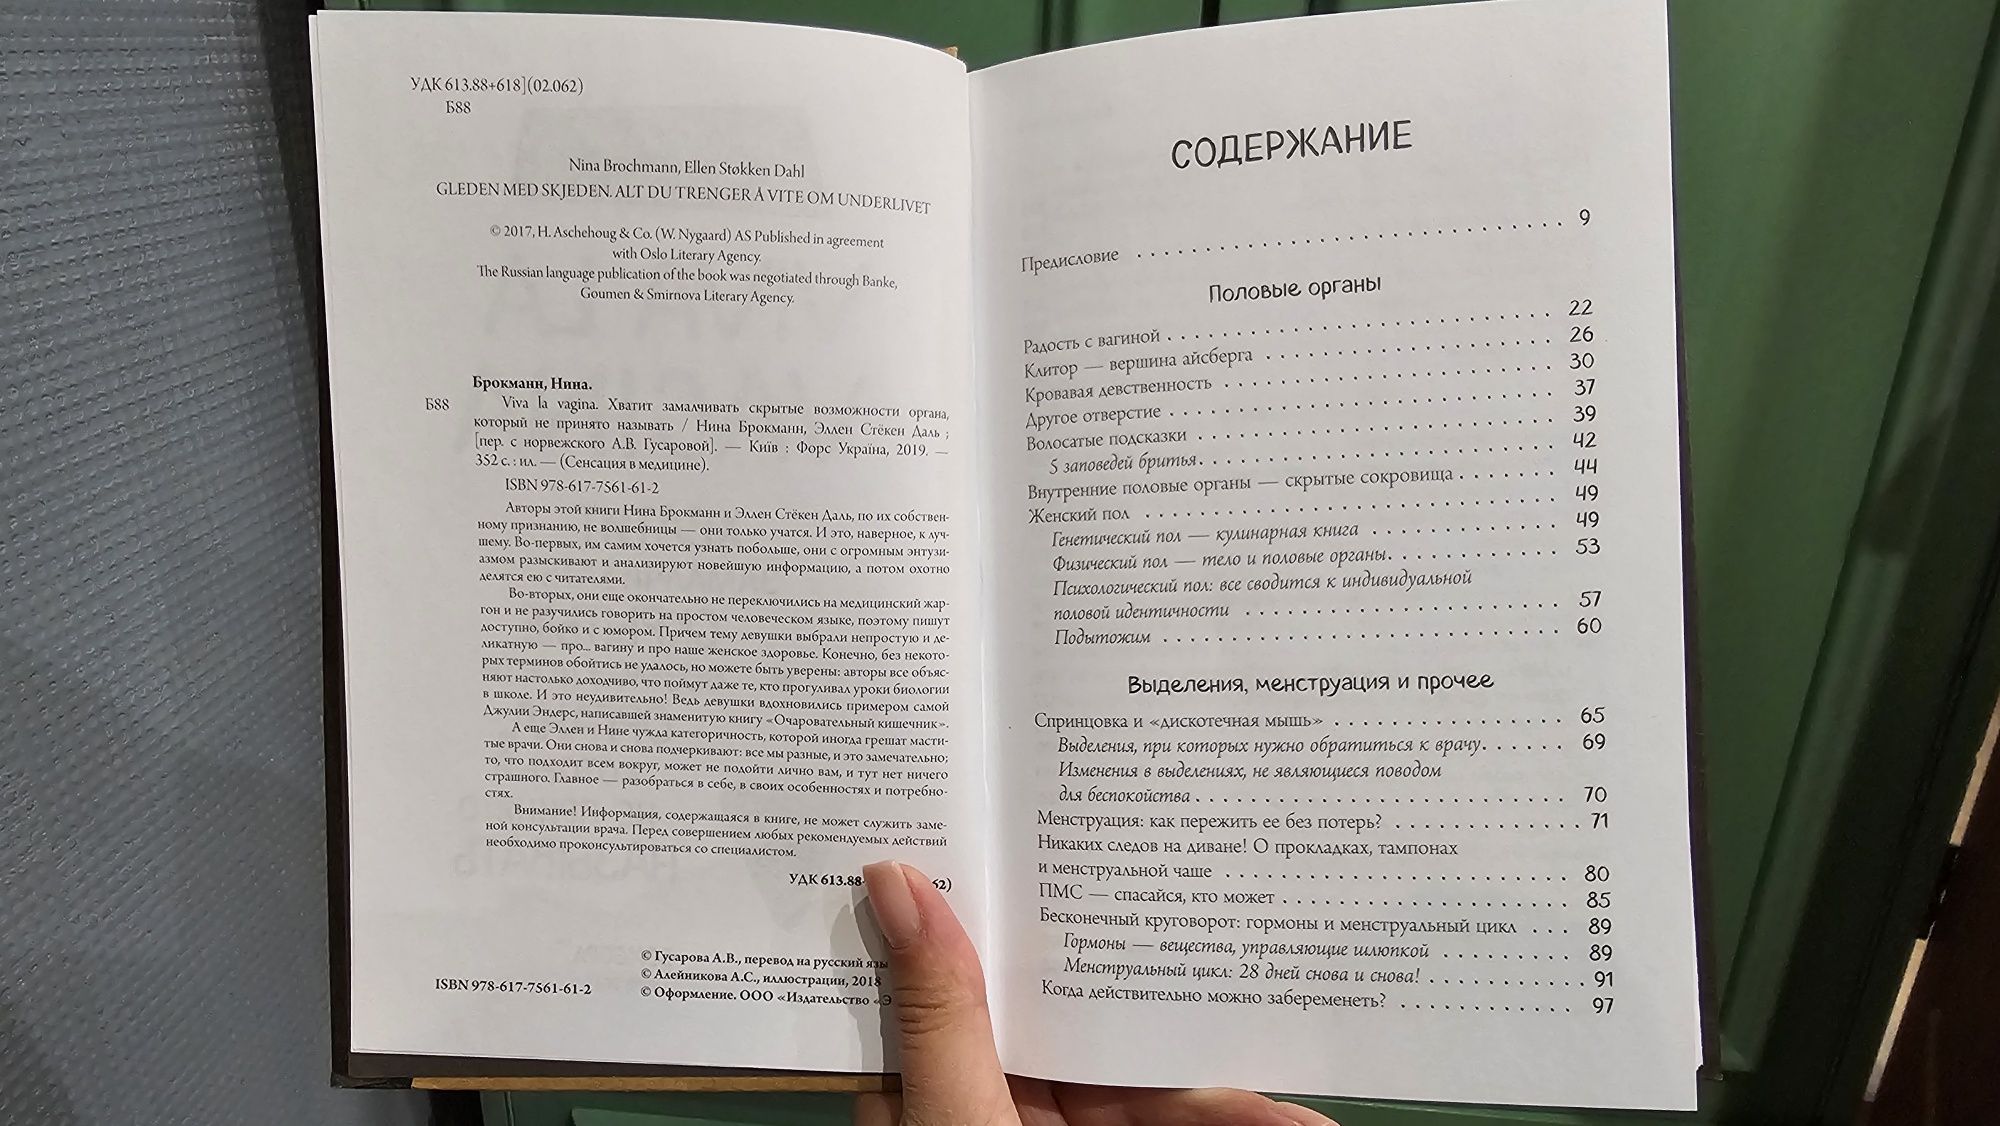 УДК 613.88+618](02.062)
Б88
Nina Brochmann, Ellen Støkken Dahl
GLEDEN MED SKJEDEN. ALT DU TRENGER Å VITE OM UNDERLIVET
© 2017, H. Aschehoug & Co. (W. Nygaard) AS Published in agreement
with Oslo Literary Agency.
The Russian language publication of the book was negotiated through Banke,
Goumen & Smirnova Literary Agency.
Брокманн, Нина.
Б88 Viva la vagina. Хватит замалчивать скрытые возможности органа,
который не принято называть / Нина Брокманн, Эллен Стёкен Даль ;
[пер. с норвежского А.В. Гусаровой]. — Київ : Форс Україна, 2019. —
352 с. : ил. — (Сенсация в медицине).
ISBN 978-617-7561-61-2
Авторы этой книги Нина Брокманн и Эллен Стёкен Даль, по их собствен-
ному признанию, не волшебницы — они только учатся. И это, наверное, к луч-
шему. Во-первых, им самим хочется узнать побольше, они с огромным энтузи-
азмом разыскивают и анализируют новейшую информацию, а потом охотно
делятся ею с читателями.
Во-вторых, они еще окончательно не переключились на медицинский жар-
гон и не разучились говорить на простом человеческом языке, поэтому пишут
доступно, бойко и с юмором. Причем тему девушки выбрали непростую и де-
ликатную — про... вагину и про наше женское здоровье. Конечно, без некото-
рых терминов обойтись не удалось, но можете быть уверены: авторы все объяс-
няют настолько доходчиво, что поймут даже те, кто прогуливал уроки биологии
в школе. И это неудивительно! Ведь девушки вдохновились примером самой
Джулии Эндерс, написавшей знаменитую книгу «Очаровательный кишечник».
А еще Эллен и Нине чужда категоричность, которой иногда грешат масти-
тые врачи. Они снова и снова подчеркивают: все мы разные, и это замечательно;
то, что подходит всем вокруг, может не подойти лично вам, и тут нет ничего
страшного. Главное — разобраться в себе, в своих особенностях и потребно-
стях.
Внимание! Информация, содержащаяся в книге, не может служить заме-
ной консультации врача. Перед совершением любых рекомендуемых действий
необходимо проконсультироваться со специалистом.
УДК 613.88 62)
© Гусарова А.В., перевод на русский язы
© Алейникова А.С., иллюстрации, 2018
ISBN 978-617-7561-61-2 © Оформление. ООО «Издательство «Э
СОДЕРЖАНИЕ
Предисловие . . . . . . . . . . . . . . . . . . . . 9
Половые органы
Радость с вагиной . . . . . . . . . . . . . . . . . . . . 22
Клитор — вершина айсберга . . . . . . . . . . . . . . . . 26
Кровавая девственность . . . . . . . . . . . . . . . . . . 30
Другое отверстие . . . . . . . . . . . . . . . . . . . . 37
Волосатые подсказки . . . . . . . . . . . . . . . . . . . 39
5 заповедей бритья . . . . . . . . . . . . . . . . . . . 42
Внутренние половые органы — скрытые сокровища . . . . . . 44
Женский пол . . . . . . . . . . . . . . . . . . . . . . 49
Генетический пол — кулинарная книга . . . . . . . . . . . 49
Физический пол — тело и половые органы . . . . . . . . . 53
Психологический пол: все сводится к индивидуальной
половой идентичности . . . . . . . . . . . . . . . . . . 57
Подытожим . . . . . . . . . . . . . . . . . . . . . . 60
Выделения, менструация и прочее
Спринцовка и «дискотечная мышь» . . . . . . . . . . . . . 65
Выделения, при которых нужно обратиться к врачу . . . . . . 69
Изменения в выделениях, не являющиеся поводом
для беспокойства . . . . . . . . . . . . . . . . . . . . 70
Менструация: как пережить ее без потерь? . . . . . . . . . . 71
Никаких следов на диване! О прокладках, тампонах
и менструальной чаше . . . . . . . . . . . . . . . . . . 80
ПМС — спасайся, кто может . . . . . . . . . . . . . . . . 85
Бесконечный круговорот: гормоны и менструальный цикл . . . 89
Гормоны — вещества, управляющие шлюпкой . . . . . . . . 89
Менструальный цикл: 28 дней снова и снова! . . . . . . . . 91
Когда действительно можно забеременеть? . . . . . . . . . . 97